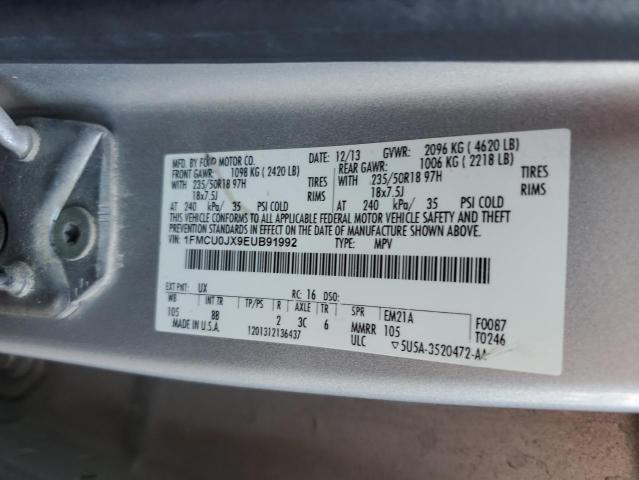 MFD. BY FORD MOTOR CO. DATE: 12/13 GVWR: 2096 KG ( 4620 LB)
FRONT GAWR: 1098 KG ( 2420 LB) REAR GAWR: 1006 KG ( 2218 LB)
WITH 235/50R18 97H TIRES WITH 235/50R18 97H TIRES
18x7.5J RIMS 18x7.5J RIMS
AT 240 kPa/ 35 PSI COLD AT 240 kPa/ 35 PSI COLD
THIS VEHICLE CONFORMS TO ALL APPLICABLE FEDERAL MOTOR VEHICLE SAFETY AND THEFT
PREVENTION STANDARDS IN EFFECT ON THE DATE OF MANUFACTURE SHOWN ABOVE.
VIN: 1FMCU0JX9EUB91992 TYPE: MPV
EXT PNT: UX RC: 16 DSO:
WB INT TR TP/PS R AXLE TR SPR EM21A F0087
105 8B 2 3C 6 MMRR 105 T0246
MADE IN U.S.A. 1201312136437 ULC ▽5U5A-3520472-AA